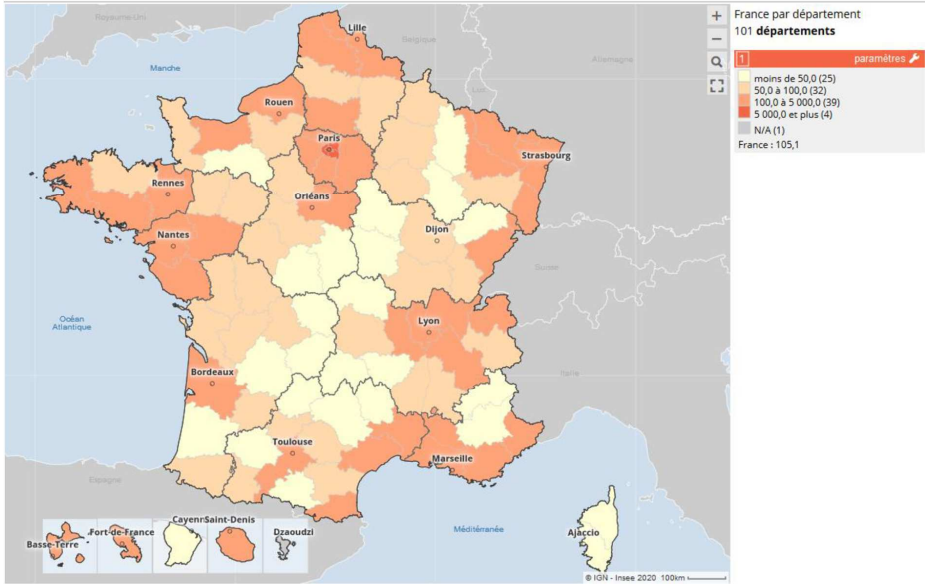 Royaume-Uni
Lille
Belgique
Allemagne
Manche
Lux.
Rouen
Paris
Strasbourg
Rennes
Orléans
Nantes
Dijon
Suisse
Océan
Atlantique
Lyon
Italie
Bordeaux
Toulouse
Marseille
Espagne
Méditérranée
Ajaccio
Basse-Terre
Fort-de-France
Cayenn
Saint-Denis
Dzaoudzi
© IGN - Insee 2020 100km
+
−
France par département
101 départements
1 paramètres
moins de 50,0 (25)
50,0 à 100,0 (32)
100,0 à 5 000,0 (39)
5 000,0 et plus (4)
N/A (1)
France : 105,1